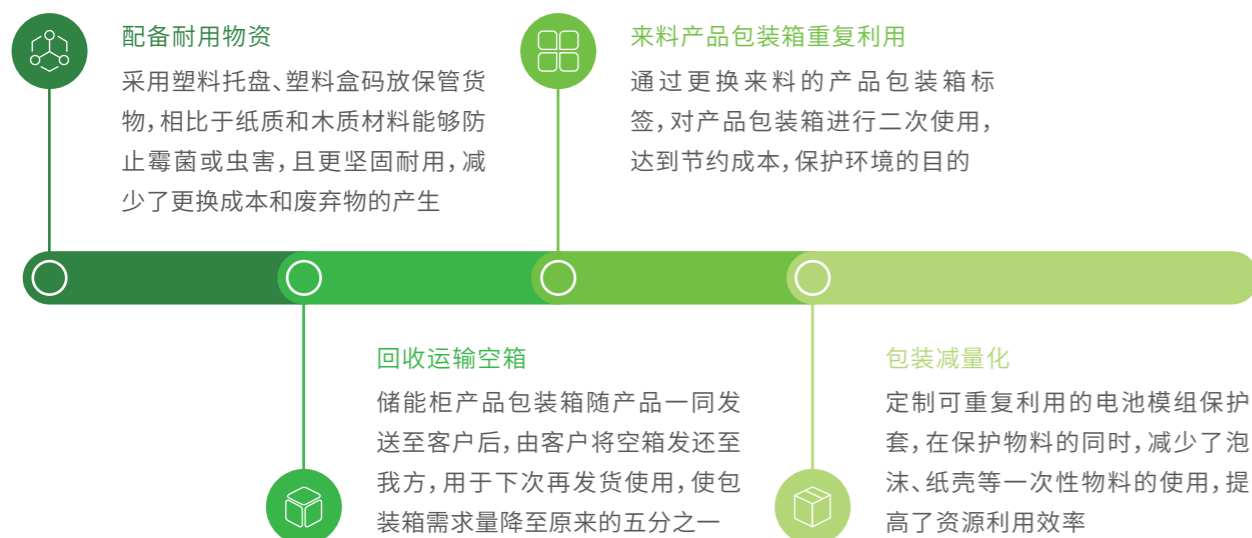 配备耐用物资
采用塑料托盘、塑料盒码放保管货
物，相比于纸质和木质材料能够防
止霉菌或虫害，且更坚固耐用，减
少了更换成本和废弃物的产生
来料产品包装箱重复利用
通过更换来料的产品包装箱标
签，对产品包装箱进行二次使用，
达到节约成本，保护环境的目的
回收运输空箱
储能柜产品包装箱随产品一同发
送至客户后，由客户将空箱发还至
我方，用于下次再发货使用，使包
装箱需求量降至原来的五分之一
包装减量化
定制可重复利用的电池模组保护
套，在保护物料的同时，减少了泡
沫、纸壳等一次性物料的使用，提
高了资源利用效率